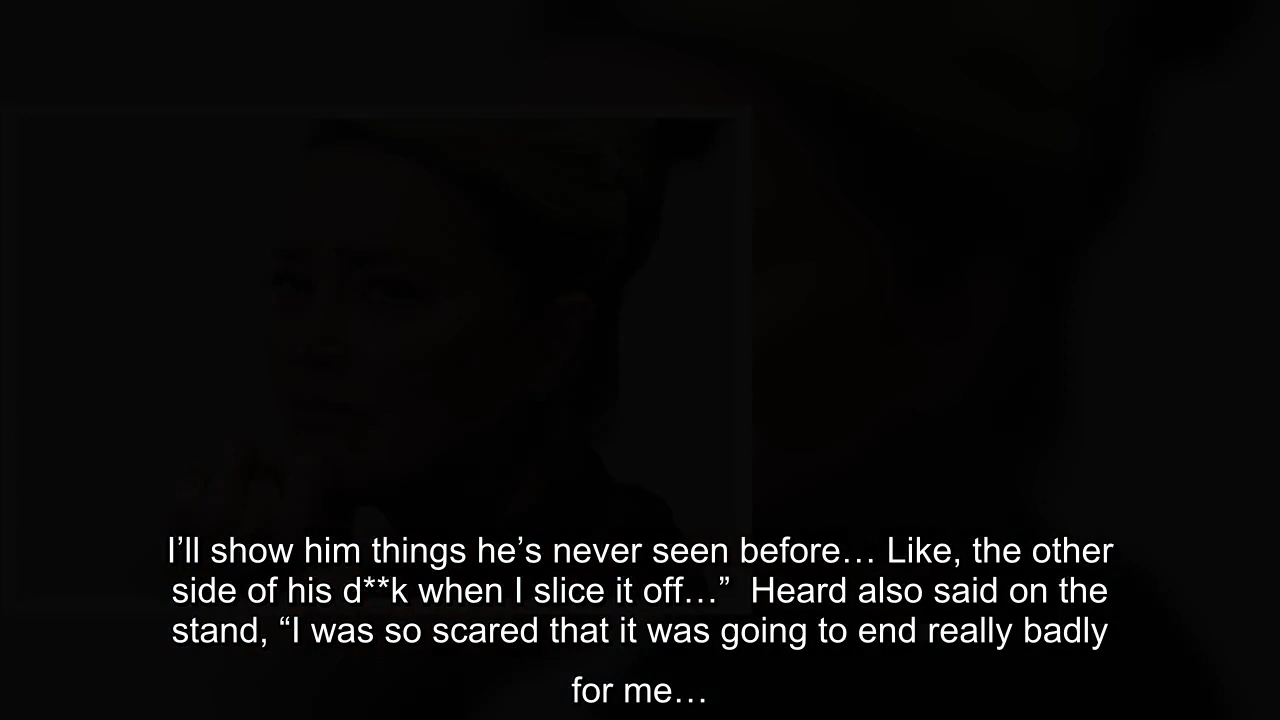 I’ll show him things he’s never seen before… Like, the other
side of his d**k when I slice it off…”  Heard also said on the
stand, “I was so scared that it was going to end really badly
for me…